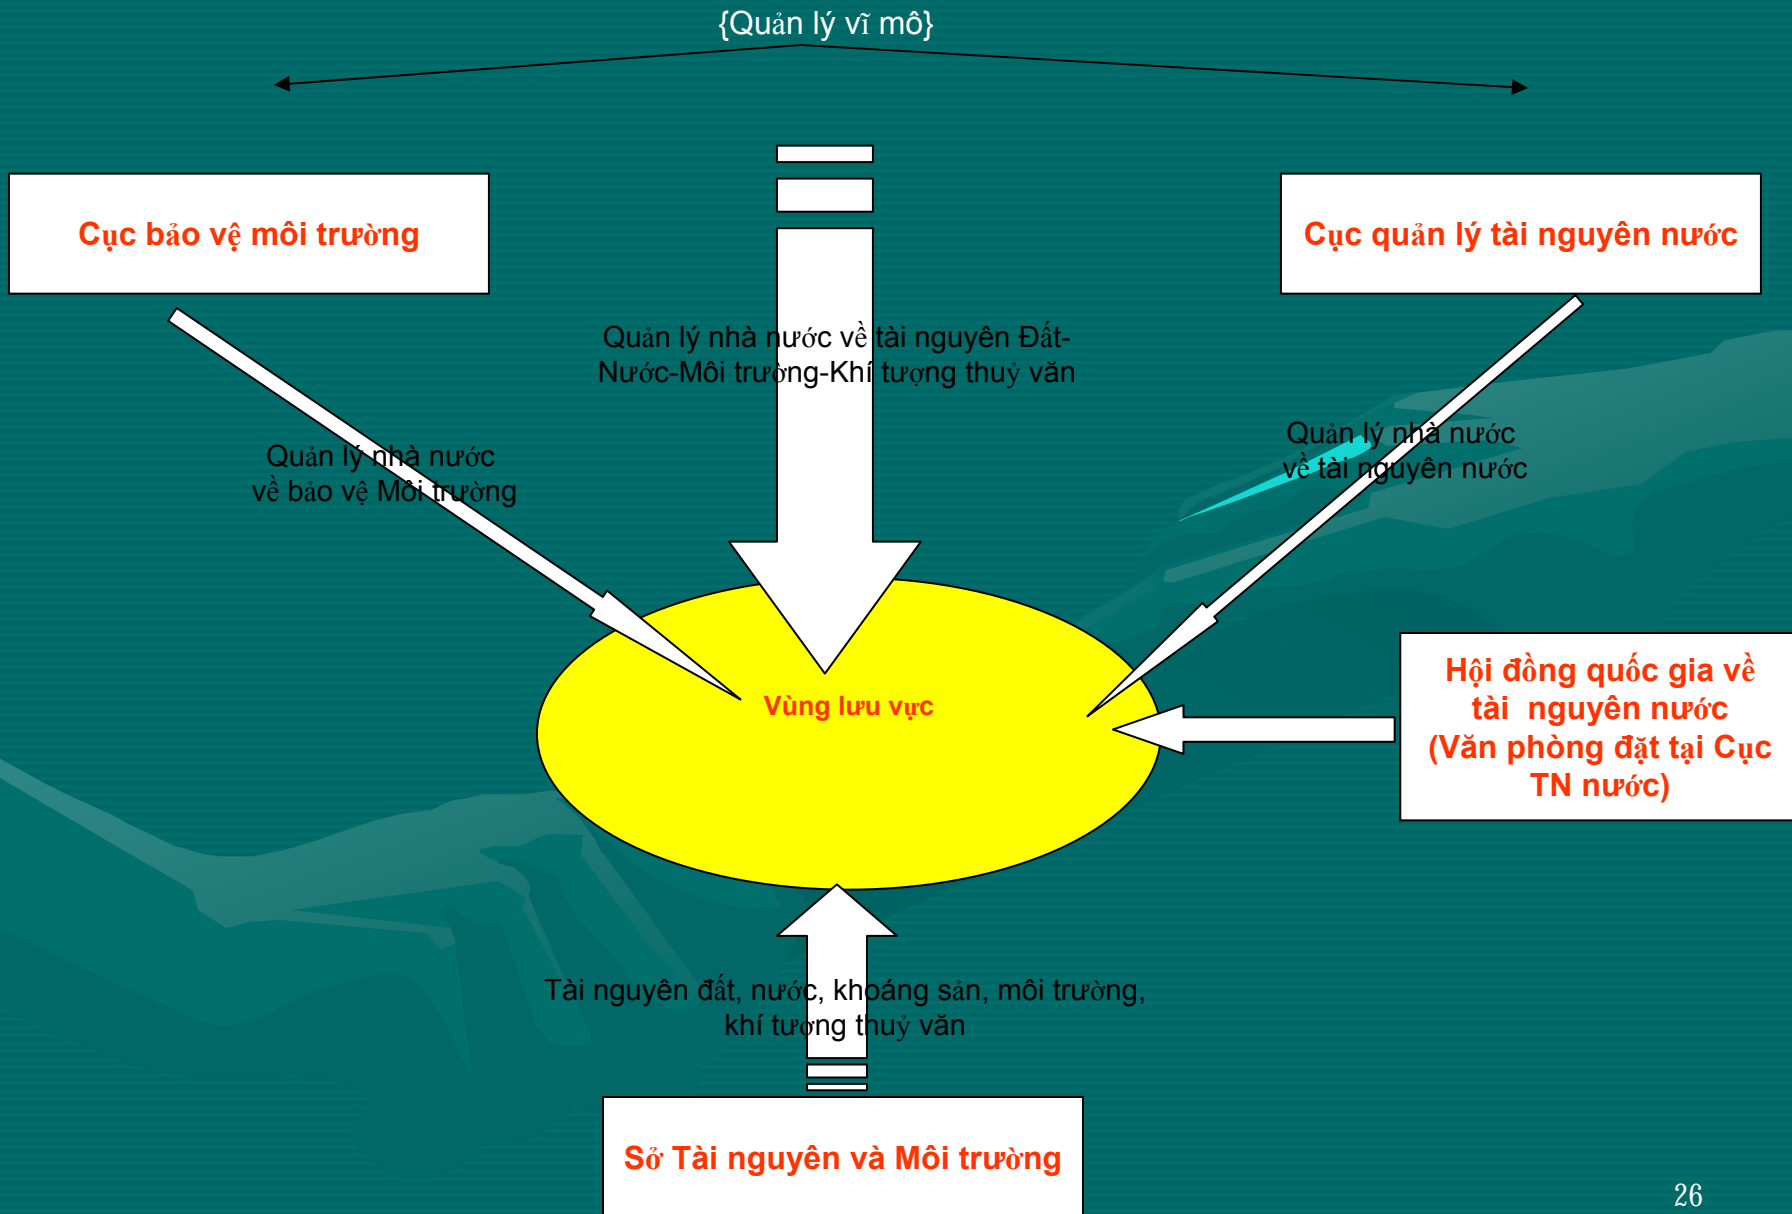 {Quản lý vĩ mô}
Cục bảo vệ môi trường
Cục quản lý tài nguyên nước
Quản lý nhà nước về tài nguyên Đất-
Nước-Môi trường-Khí tượng thuỷ văn
Quản lý nhà nước
về bảo vệ Môi trường
Quản lý nhà nước
về tài nguyên nước
Vùng lưu vực
Hội đồng quốc gia về
tài nguyên nước
(Văn phòng đặt tại Cục
TN nước)
Tài nguyên đất, nước, khoáng sản, môi trường,
khí tượng thuỷ văn
Sở Tài nguyên và Môi trường
26